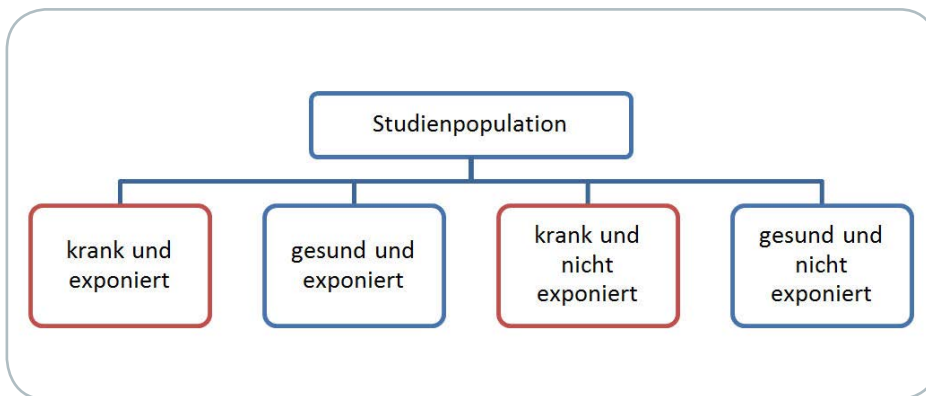 Studienpopulation
krank und
exponiert
gesund und
exponiert
krank und
nicht
exponiert
gesund und
nicht
exponiert